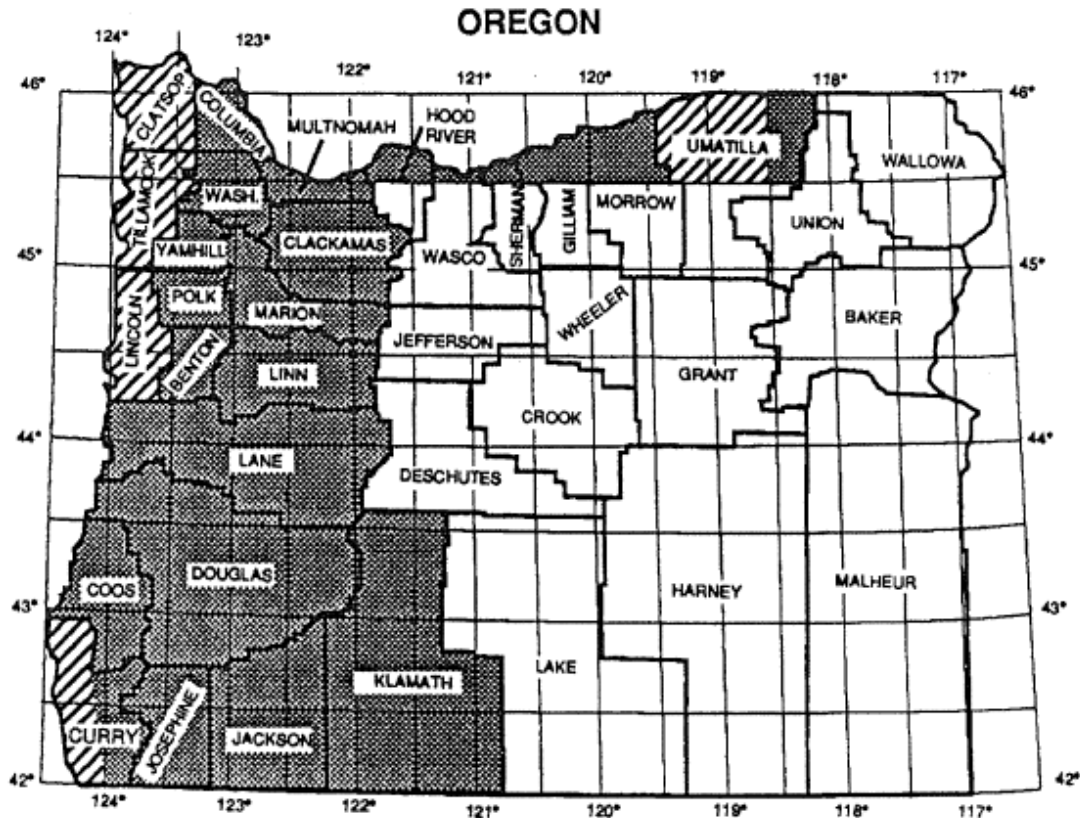 OREGON
124° 123° 122° 121° 120° 119° 118° 117°
46° 46°
CLATSOP
COLUMBIA
MULTNOMAH
HOOD
RIVER
UMATILLA
WALLOWA
TILLAMOOK
WASH.
MORROW
SHERMAN
GILLIAM
UNION
YAMHILL
CLACKAMAS
WASCO
45° 45°
POLK
MARION
WHEELER
BAKER
LINCOLN
BENTON
JEFFERSON
LINN
GRANT
CROOK
44° 44°
LANE
DESCHUTES
COOS
DOUGLAS
HARNEY
MALHEUR
43° 43°
KLAMATH
LAKE
CURRY
JOSEPHINE
JACKSON
42° 42°
124° 123° 122° 121° 120° 119° 118° 117°